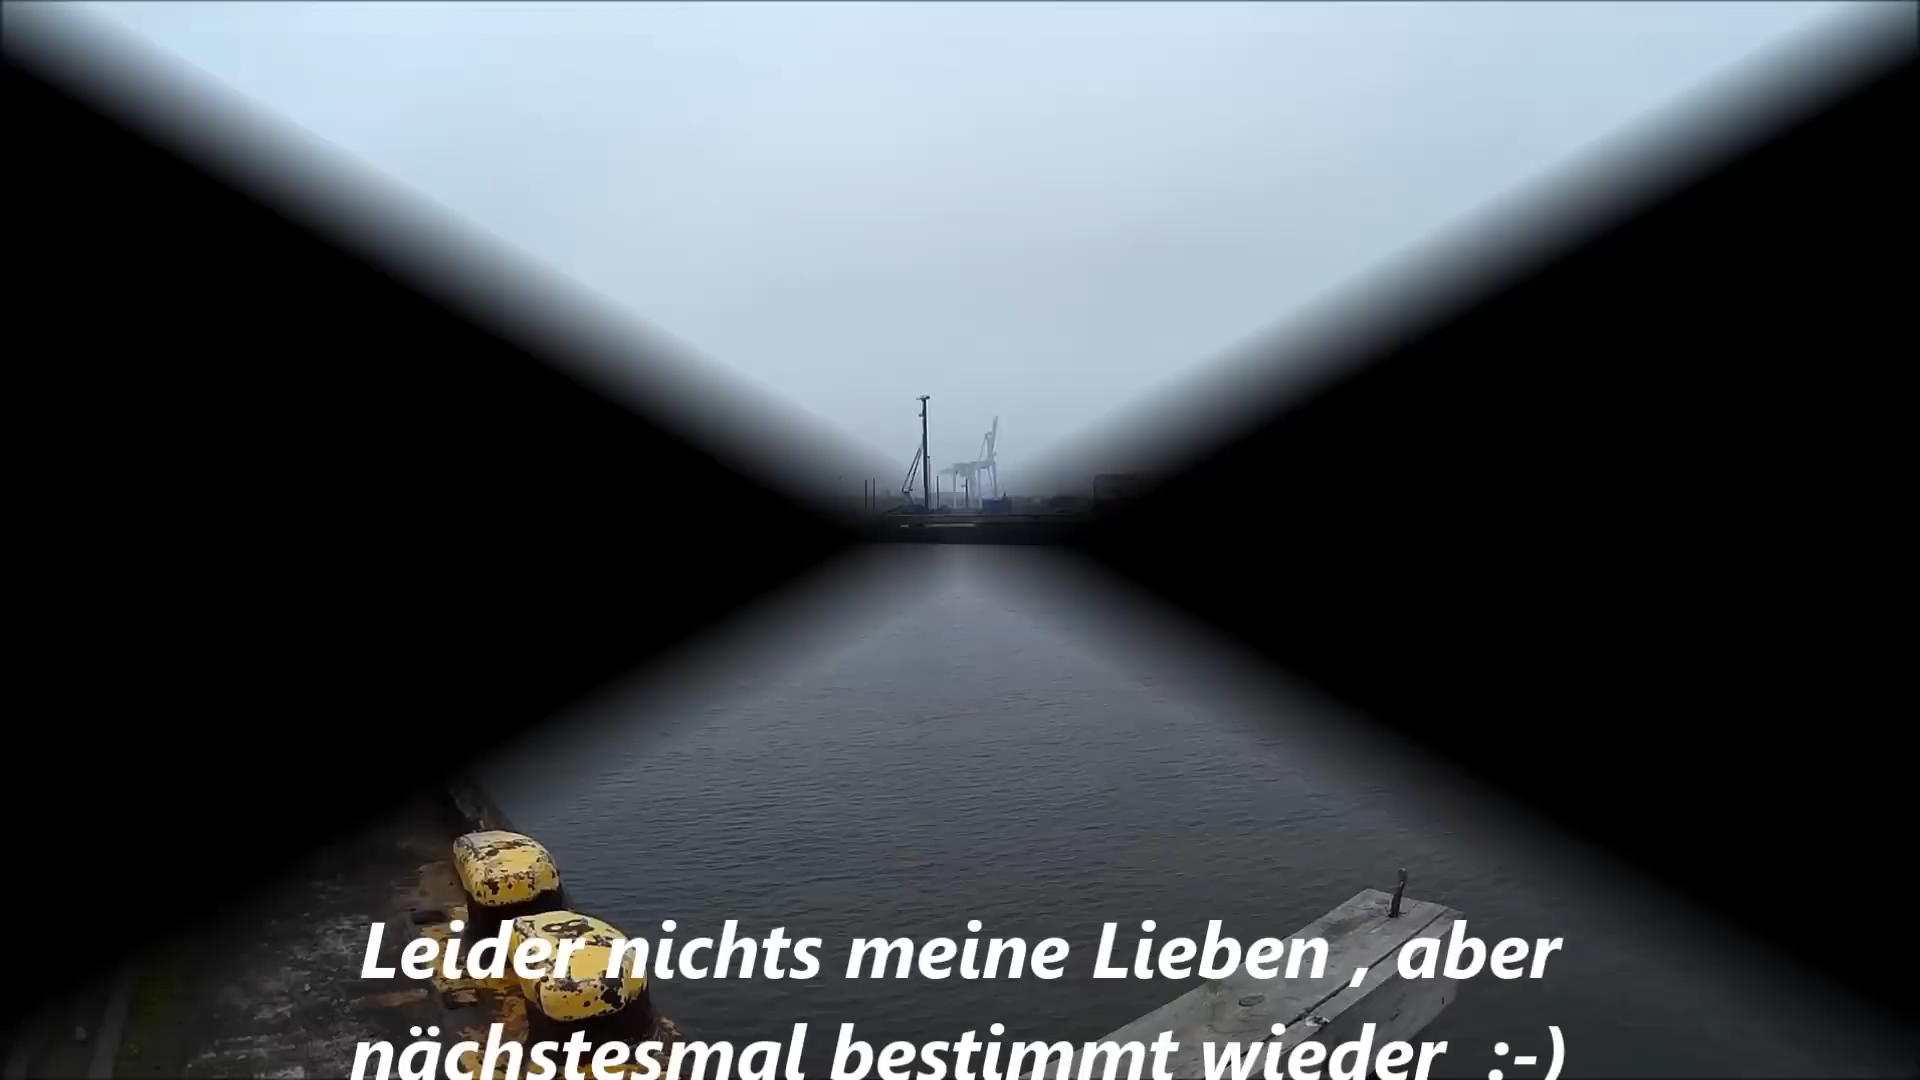 Leider nichts meine Lieben , aber
nächstesmal bestimmt wieder :-)